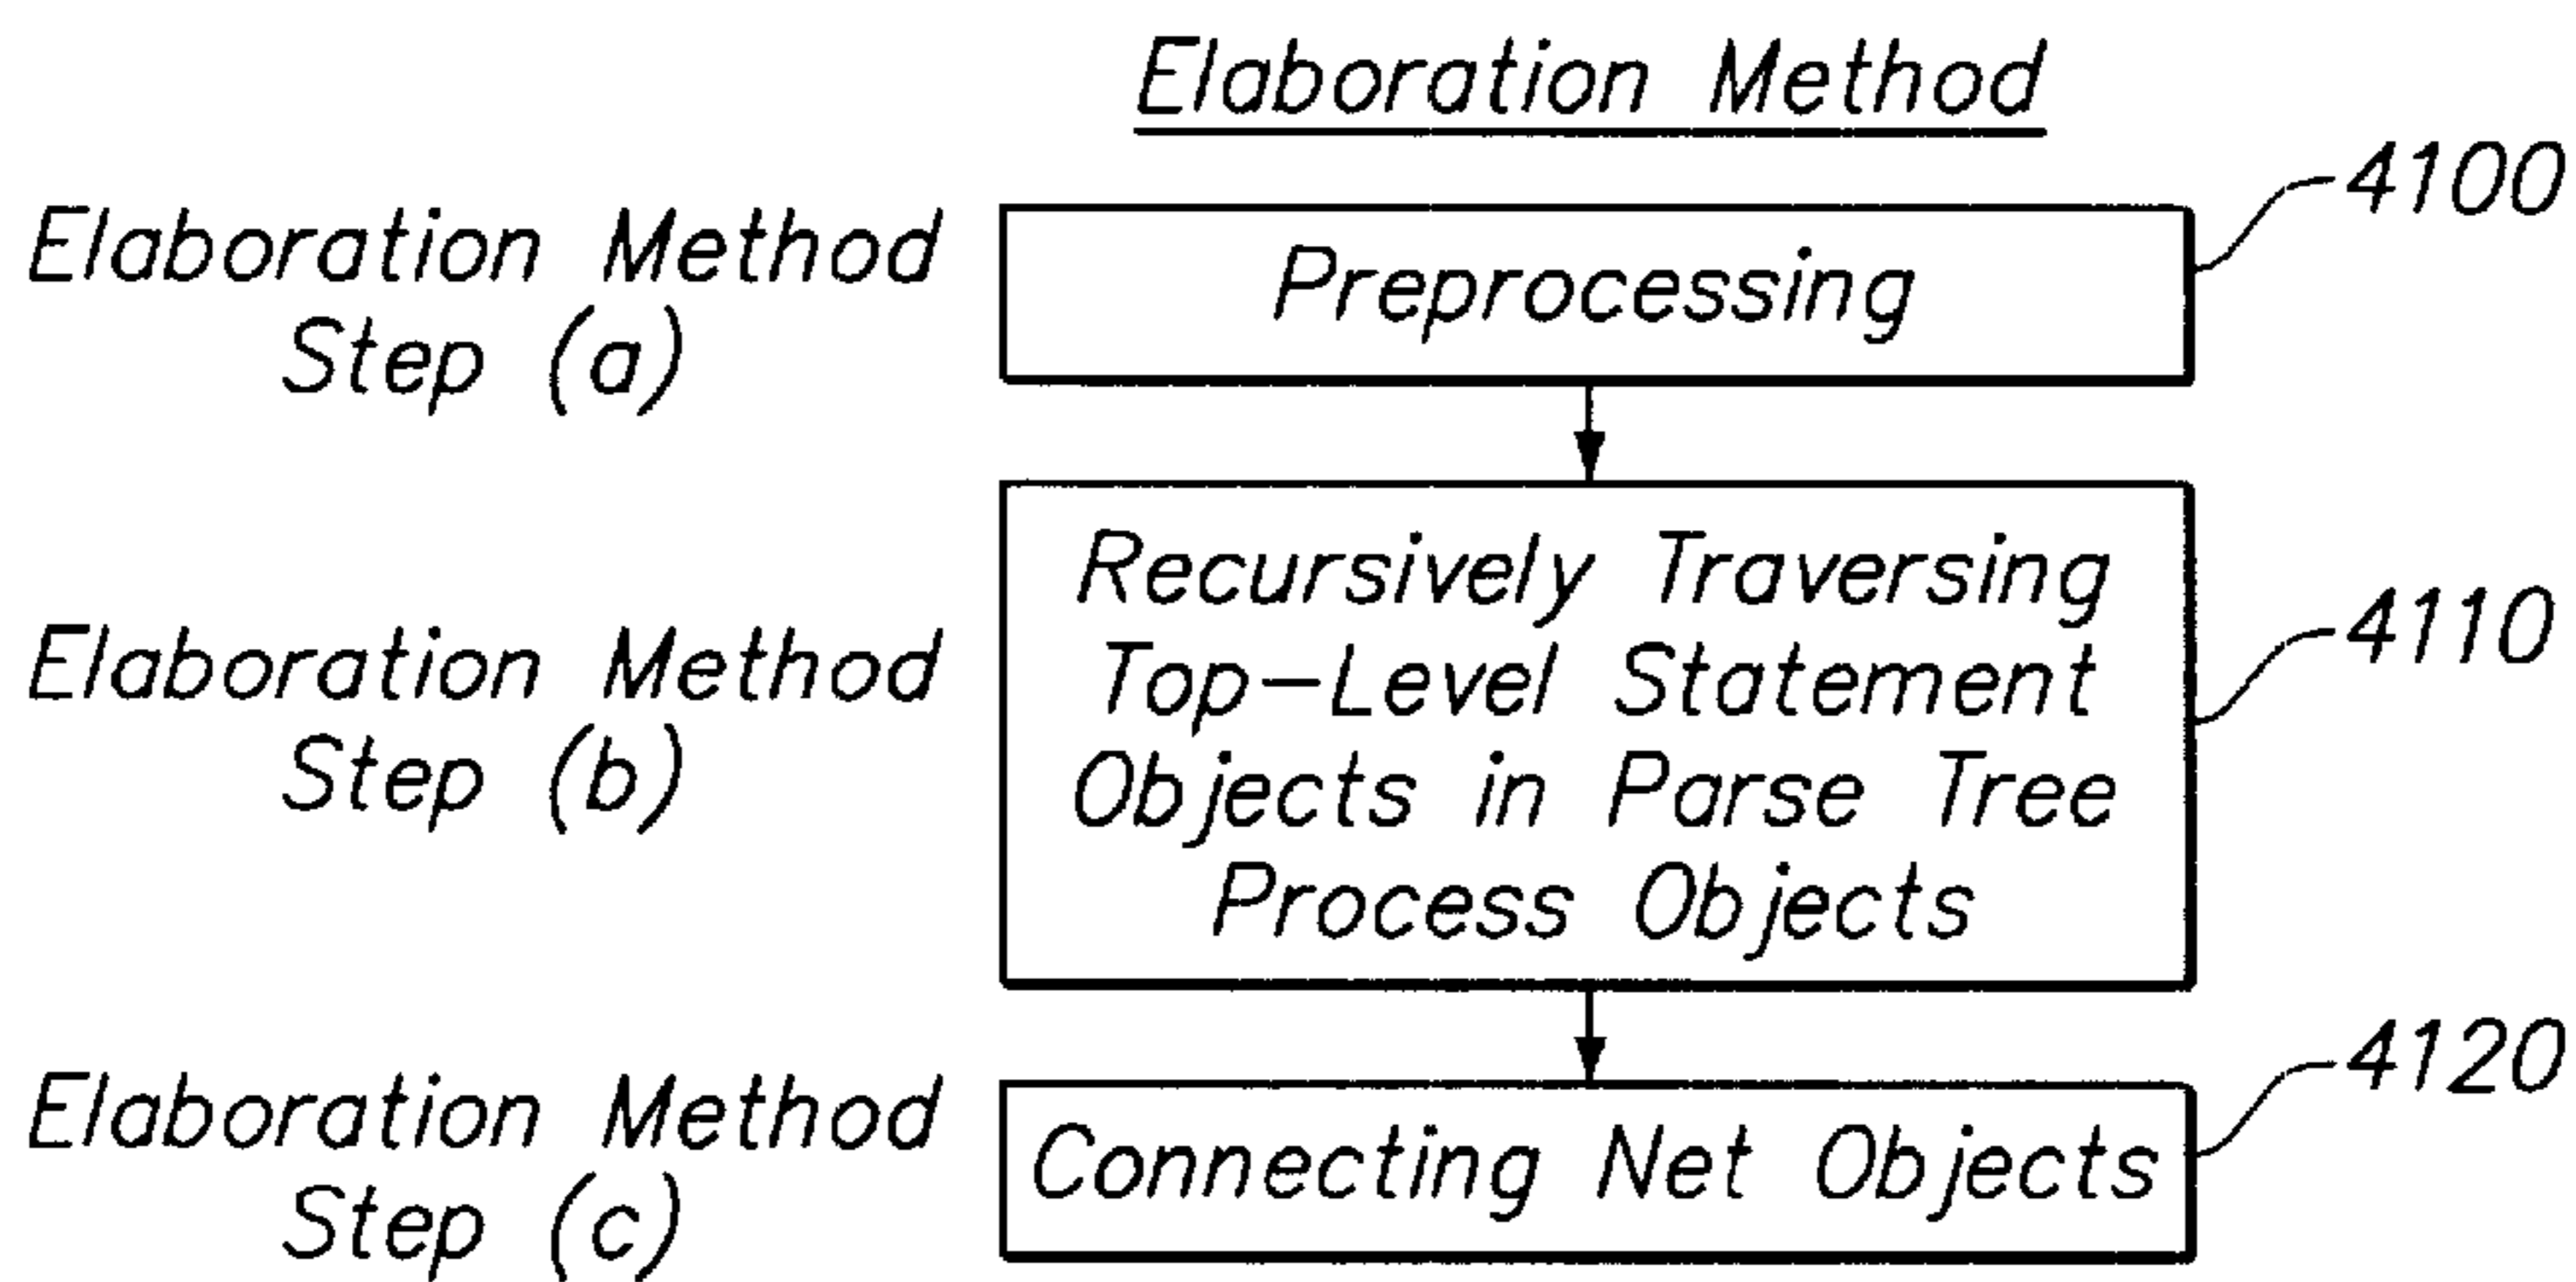 Elaboration Method
4100
Elaboration Method
Step (a)
Preprocessing
Elaboration Method
Step (b)
Recursively Traversing
Top-Level Statement
Objects in Parse Tree
Process Objects
4110
Elaboration Method
Step (c)
Connecting Net Objects
4120